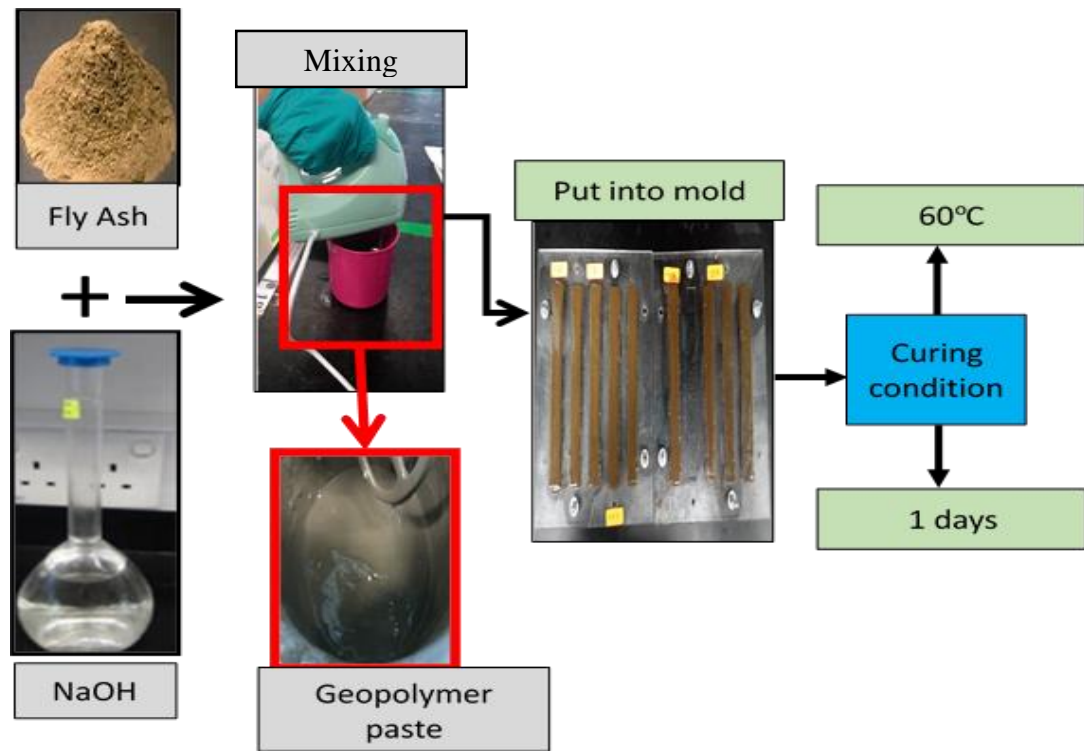 Fly Ash
+
NaOH
Mixing
Geopolymer
paste
Put into mold
60°C
Curing
condition
1 days